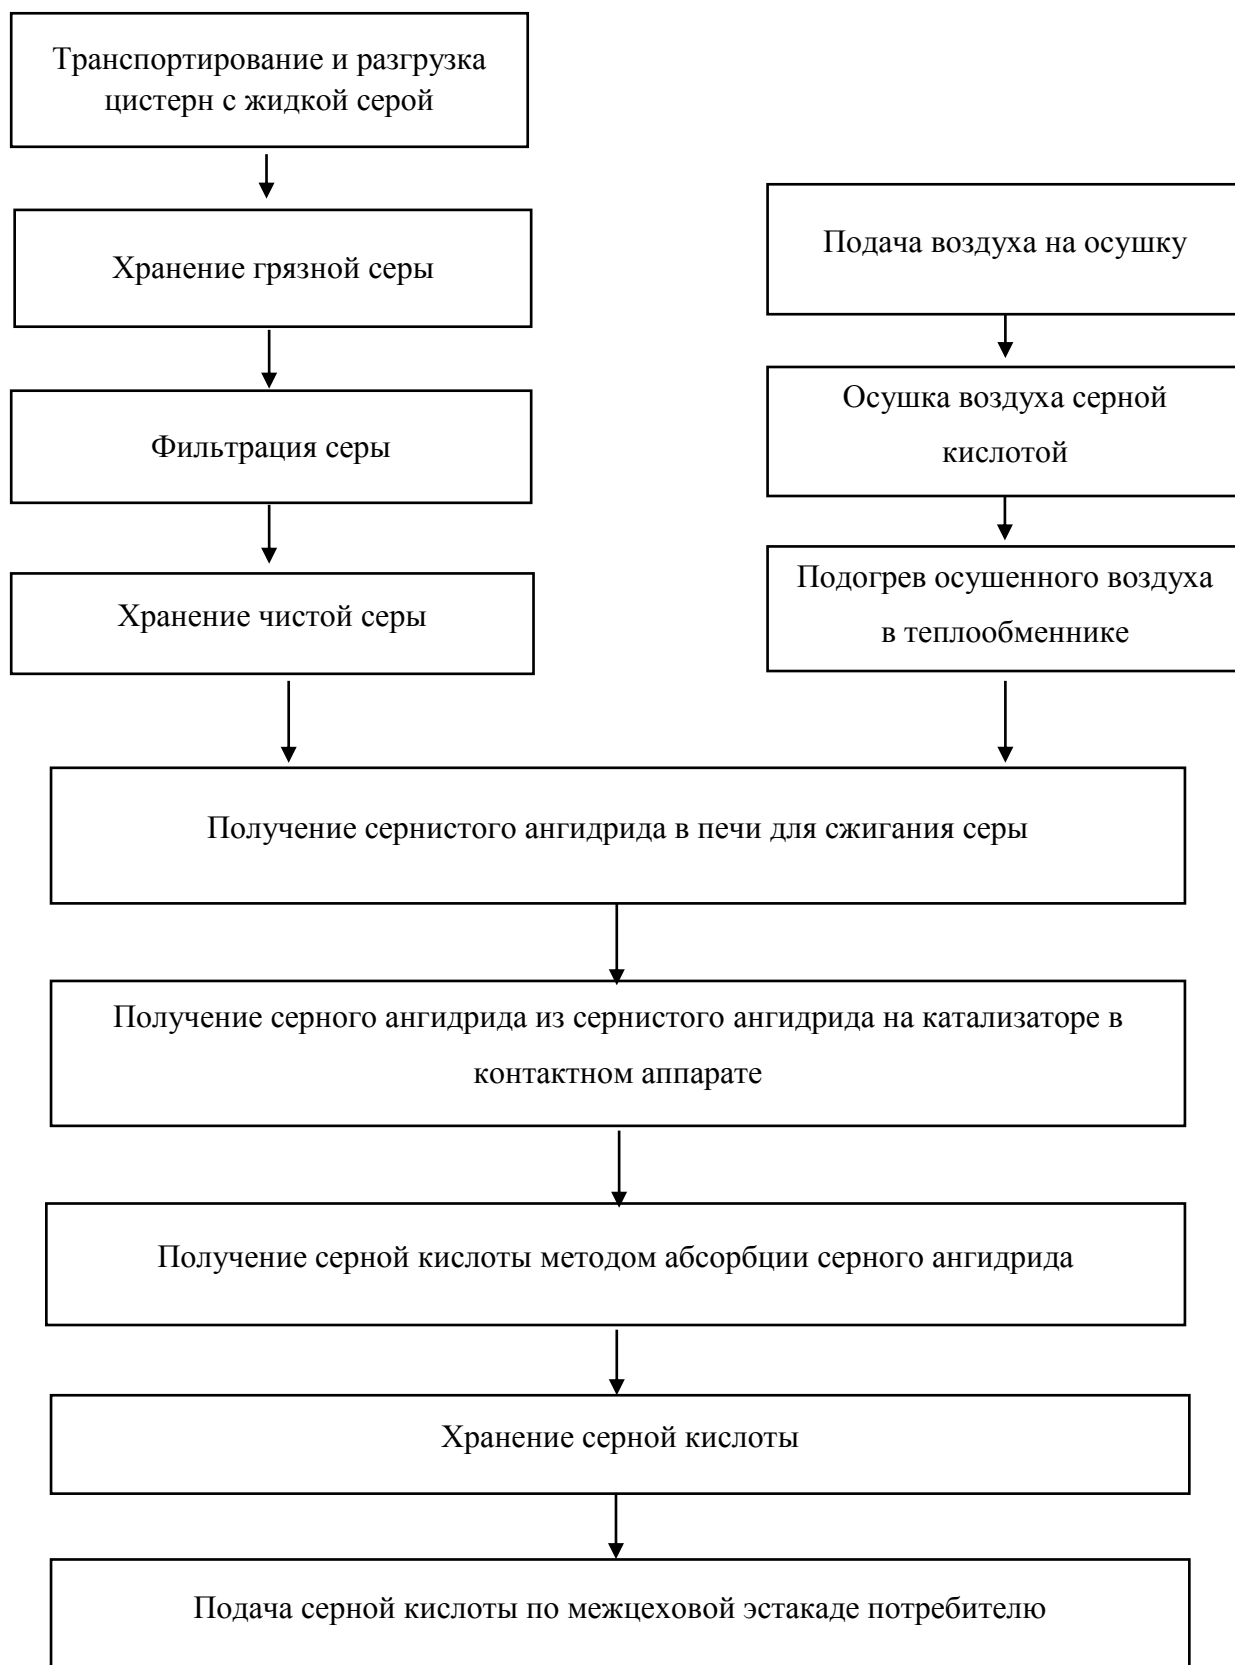 Транспортирование и разгрузка
цистерн с жидкой серой
Хранение грязной серы
Фильтрация серы
Хранение чистой серы
Подача воздуха на осушку
Осушка воздуха серной
кислотой
Подогрев осушенного воздуха
в теплообменнике
Получение сернистого ангидрида в печи для сжигания серы
Получение серного ангидрида из сернистого ангидрида на катализаторе в
контактном аппарате
Получение серной кислоты методом абсорбции серного ангидрида
Хранение серной кислоты
Подача серной кислоты по межцеховой эстакаде потребителю